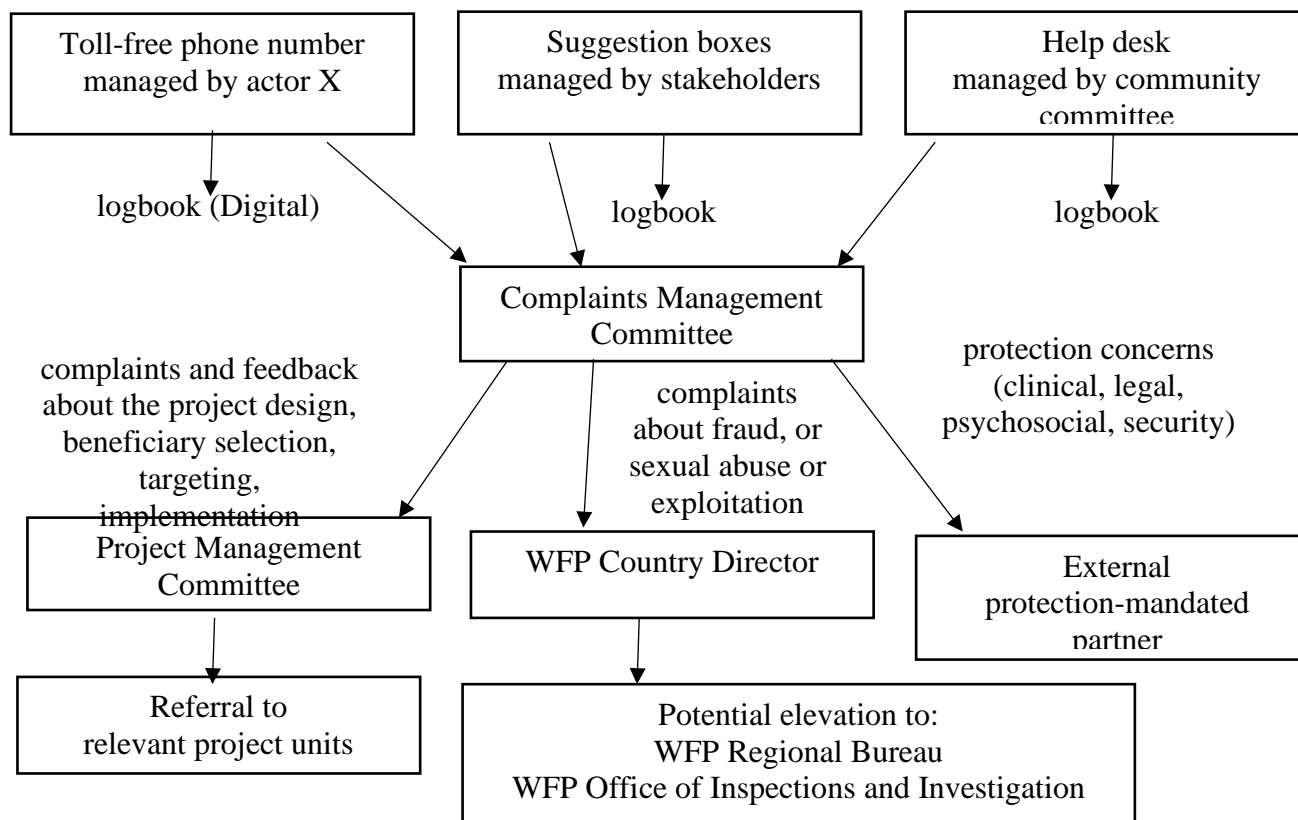 Toll-free phone number
managed by actor X
Suggestion boxes
managed by stakeholders
Help desk
managed by community
committee
logbook (Digital)
logbook
logbook
Complaints Management
Committee
complaints and feedback
about the project design,
beneficiary selection,
targeting,
implementation
complaints
about fraud, or
sexual abuse or
exploitation
protection concerns
(clinical, legal,
psychosocial, security)
Project Management
Committee
WFP Country Director
External
protection-mandated
partner
Referral to
relevant project units
Potential elevation to:
WFP Regional Bureau
WFP Office of Inspections and Investigation